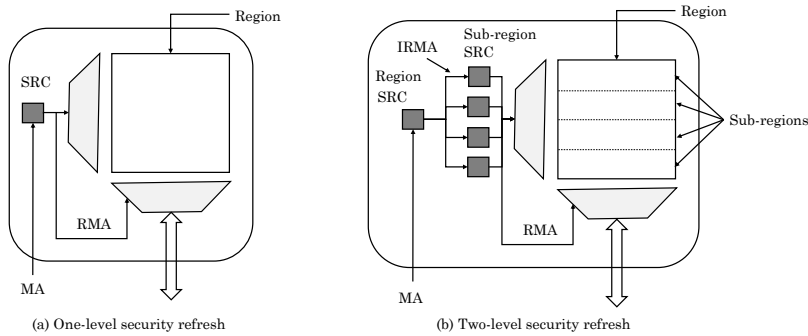 Region
SRC
RMA
MA
(a) One-level security refresh
Region
IRMA
Sub-region
SRC
Region
SRC
Sub-regions
RMA
MA
(b) Two-level security refresh